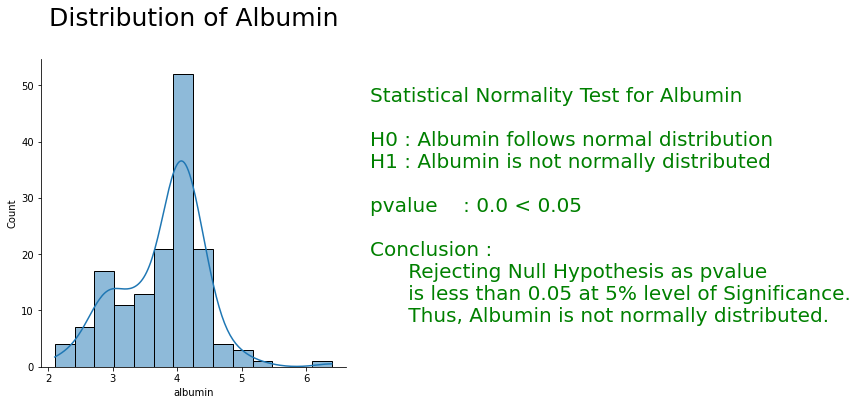 Distribution of Albumin
Count
50
40
30
20
10
0
2 3 4 5 6
albumin
Statistical Normality Test for Albumin
H0 : Albumin follows normal distribution
H1 : Albumin is not normally distributed
pvalue : 0.0 < 0.05
Conclusion :
Rejecting Null Hypothesis as pvalue
is less than 0.05 at 5% level of Significance.
Thus, Albumin is not normally distributed.